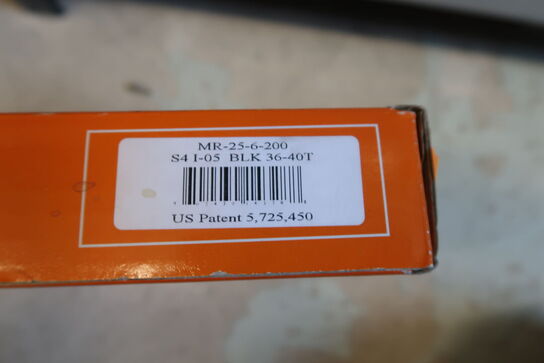 MR-25-6-200
S4 I-05 BLK 36-40T
US Patent 5,725,450